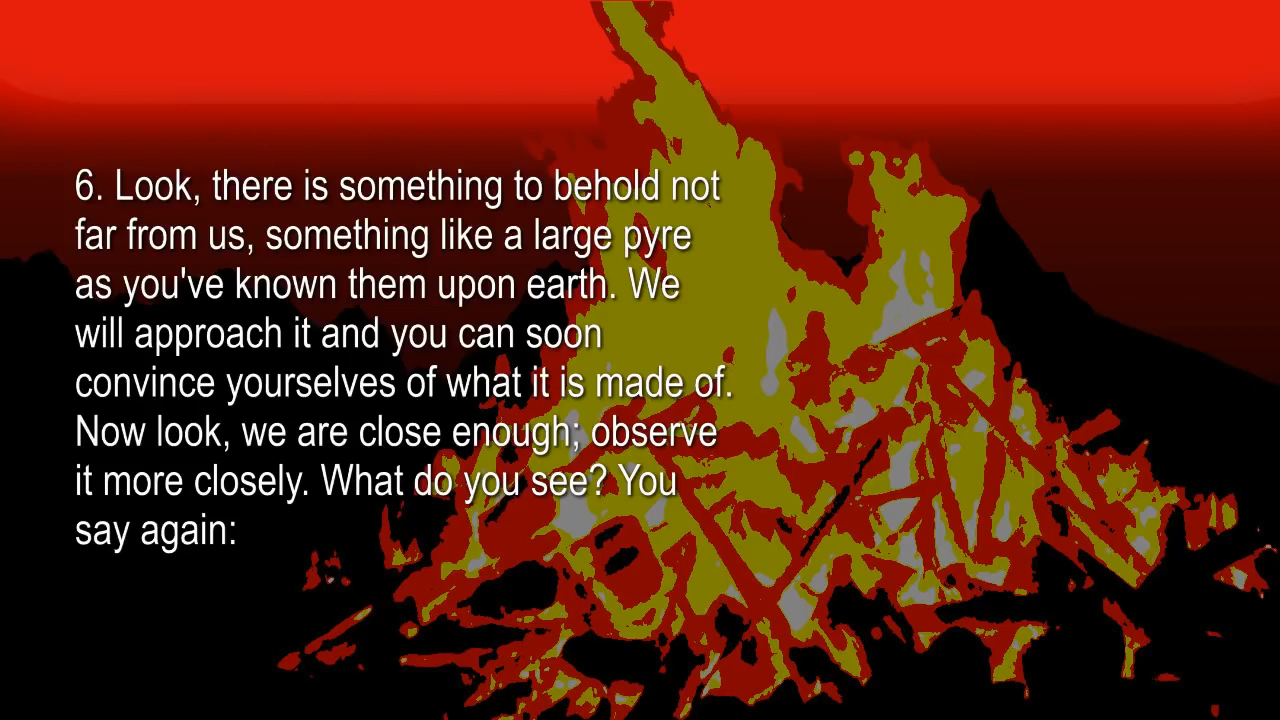 6. Look, there is something to behold not
far from us, something like a large pyre
as you've known them upon earth. We
will approach it and you can soon
convince yourselves of what it is made of.
Now look, we are close enough; observe
it more closely. What do you see? You
say again: